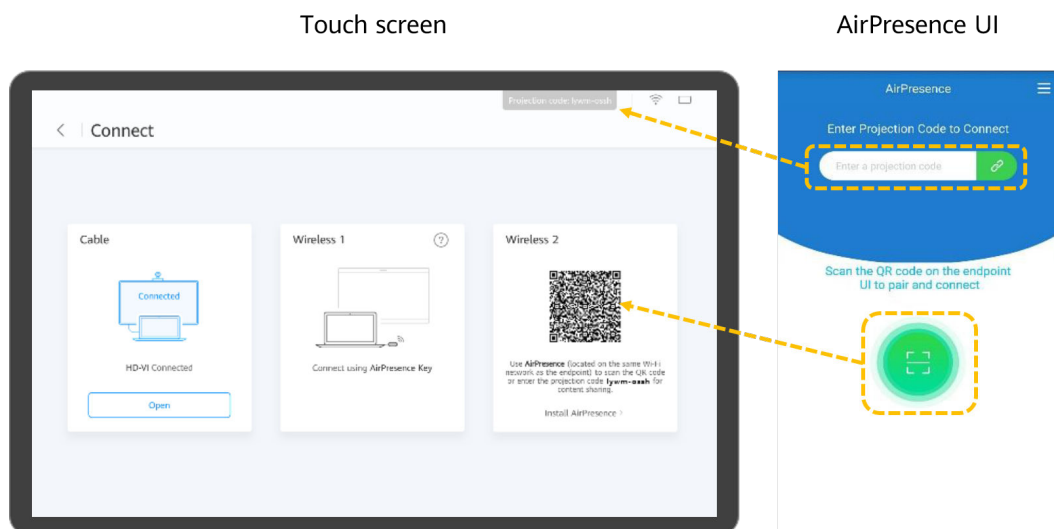 Touch screen
AirPresence UI
Projection code: lywm-ossh
Connect
AirPresence
Enter Projection Code to Connect
Enter a projection code
Cable
Connected
HD-VI Connected
Open
Wireless 1
?
Connect using AirPresence Key
Wireless 2
Use AirPresence (located on the same Wi-Fi
network as the endpoint) to scan the QR code
or enter the projection code lywm-ossh for
content sharing.
Install AirPresence >
Scan the QR code on the endpoint
UI to pair and connect